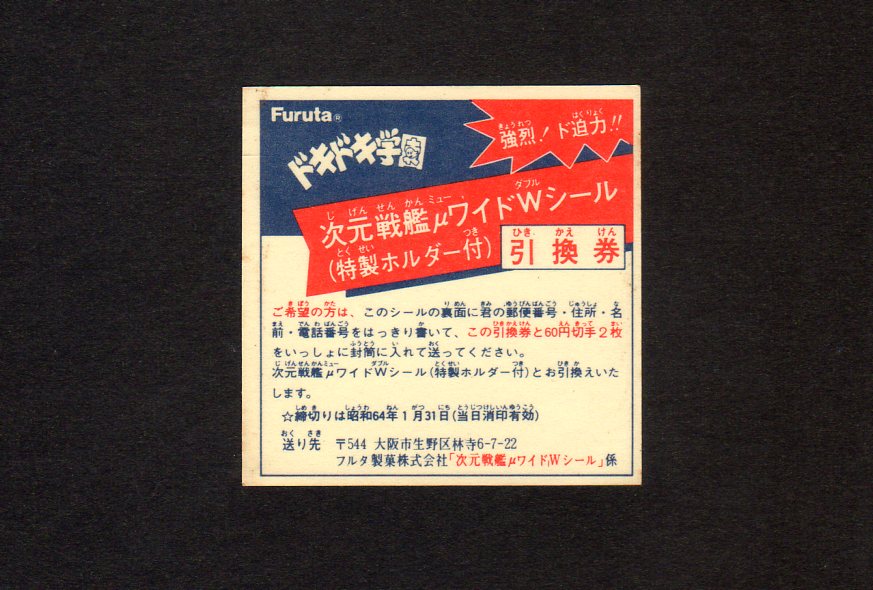 Furuta®
ドキドキ学園
強烈！ド迫力!!
次元戦艦μワイドWシール
(特製ホルダー付)
引換券
ご希望の方は、このシールの裏面に君の郵便番号・住所・名
前・電話番号をはっきり書いて、この引換券と60円切手2枚
をいっしょに封筒に入れて送ってください。
次元戦艦μワイドWシール(特製ホルダー付)とお引換えいた
します。
☆締切りは昭和64年1月31日(当日消印有効)
送り先 〒544 大阪市生野区林寺6-7-22
フルタ製菓株式会社「次元戦艦μワイドWシール」係